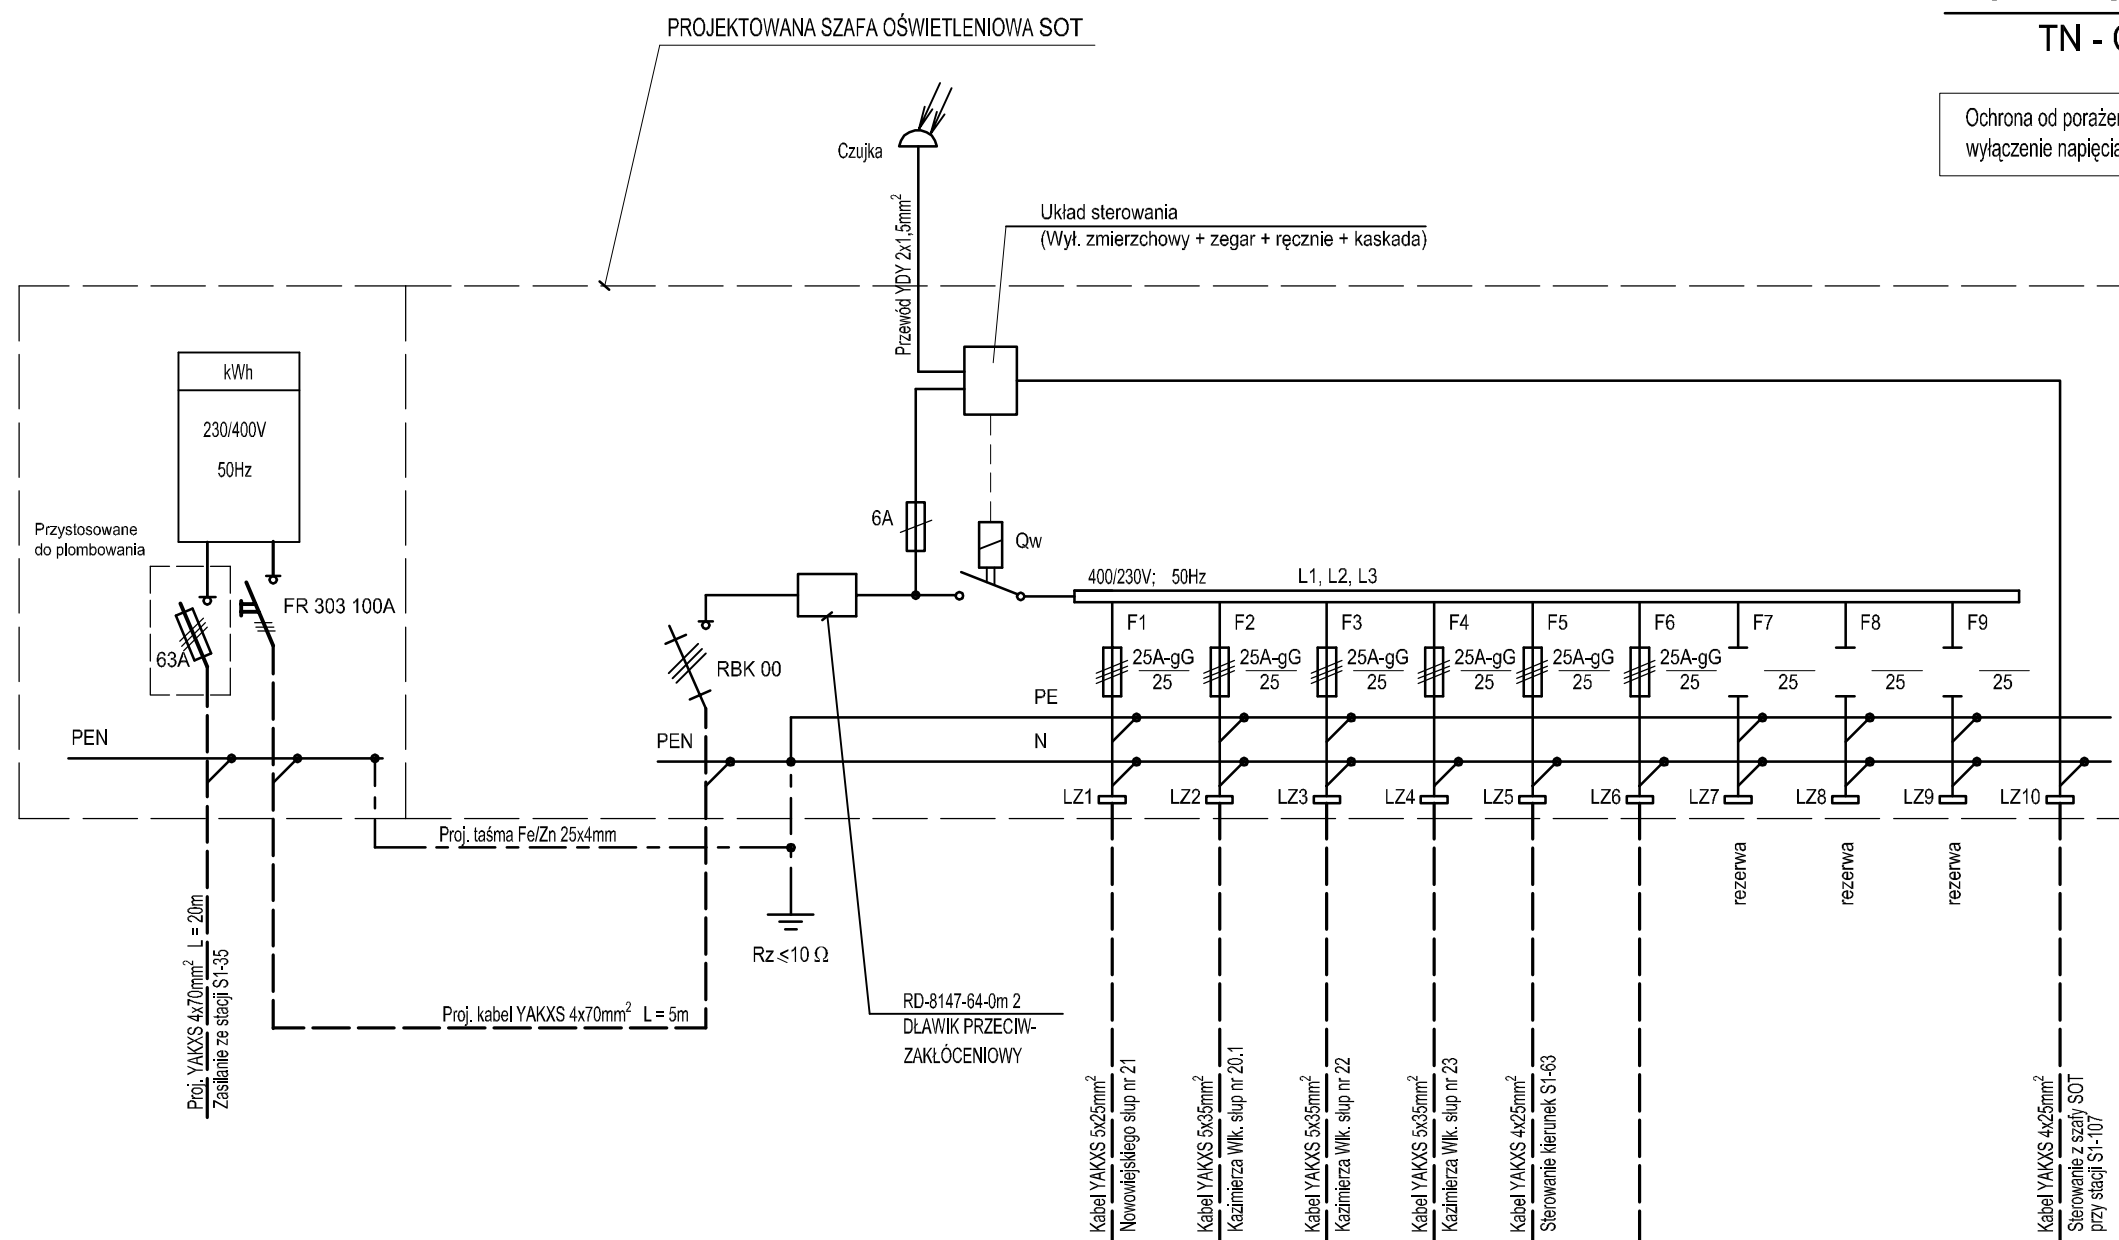 PROJEKTOWANA SZAFA OŚWIETLENIOWA SOT
TN -
Ochrona od
wyłączenie napięcia
Czujka
Przewód YDY 2x1,5mm²
Układ sterowania
(Wył. zmierzchowy + zegar + ręcznie + kaskada)
kWh
230/400V
50Hz
Przystosowane
do plombowania
63A
FR 303 100A
6A
Qw
RBK 00
400/230V; 50Hz
L1, L2, L3
F1
F2
F3
F4
F5
F6
F7
F8
F9
25A-gG
25
25A-gG
25
25A-gG
25
25A-gG
25
25A-gG
25
25A-gG
25
25
25
25
PE
N
PEN
PEN
LZ1
LZ2
LZ3
LZ4
LZ5
LZ6
LZ7
LZ8
LZ9
LZ10
Proj. taśma Fe/Zn 25x4mm
Rz ≤10 Ω
Proj. YAKXS 4x70mm² L = 20m
Zasilanie ze stacji S1-35
Proj. kabel YAKXS 4x70mm² L = 5m
RD-8147-64-0m 2
DŁAWIK PRZECIW-
ZAKŁÓCENIOWY
rezerwa
rezerwa
rezerwa
Kabel YAKXS 5x25mm²
Nowowiejskiego słup nr 21
Kabel YAKXS 5x35mm²
Kazimierza Wlk. słup nr 20.1
Kabel YAKXS 5x35mm²
Kazimierza Wlk. słup nr 22
Kabel YAKXS 5x35mm²
Kazimierza Wlk. słup nr 23
Kabel YAKXS 4x25mm²
Sterowanie kierunek S1-63
Kabel YAKXS 4x25mm²
Sterowanie z szafy SOT
przy stacji S1-107